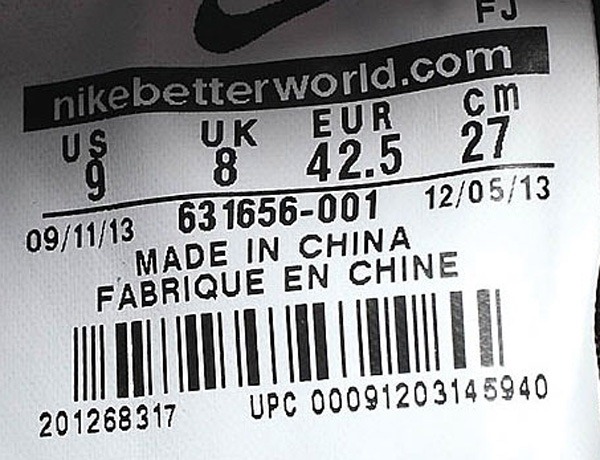 FJ
nikebetterworld.com
US UK EUR cm
9 8 42.5 27
09/11/13 631656-001 12/05/13
MADE IN CHINA
FABRIQUE EN CHINE
201268317 UPC 00091203145940